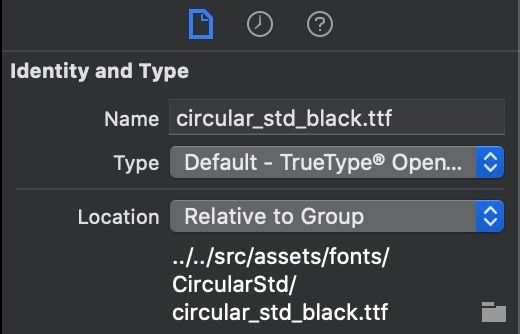 Identity and Type
Name circular_std_black.ttf
Type Default - TrueType® Open...
Location Relative to Group
../../src/assets/fonts/
CircularStd/
circular_std_black.ttf